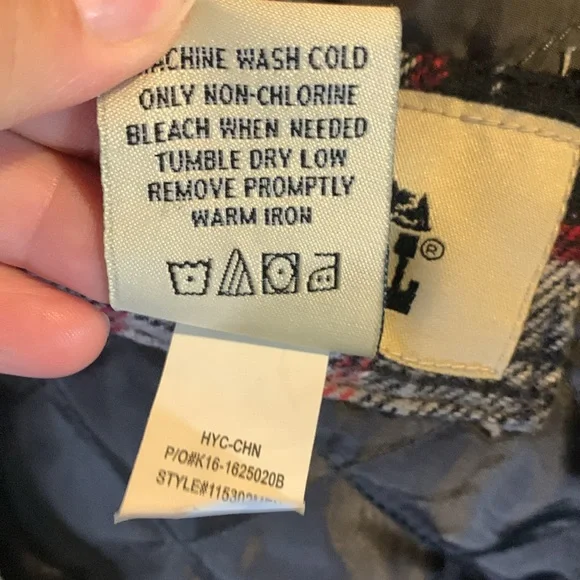 MACHINE WASH COLD
ONLY NON-CHLORINE
BLEACH WHEN NEEDED
TUMBLE DRY LOW
REMOVE PROMPTLY
WARM IRON
L®
HYC-CHN
P/O#K16-1625020B